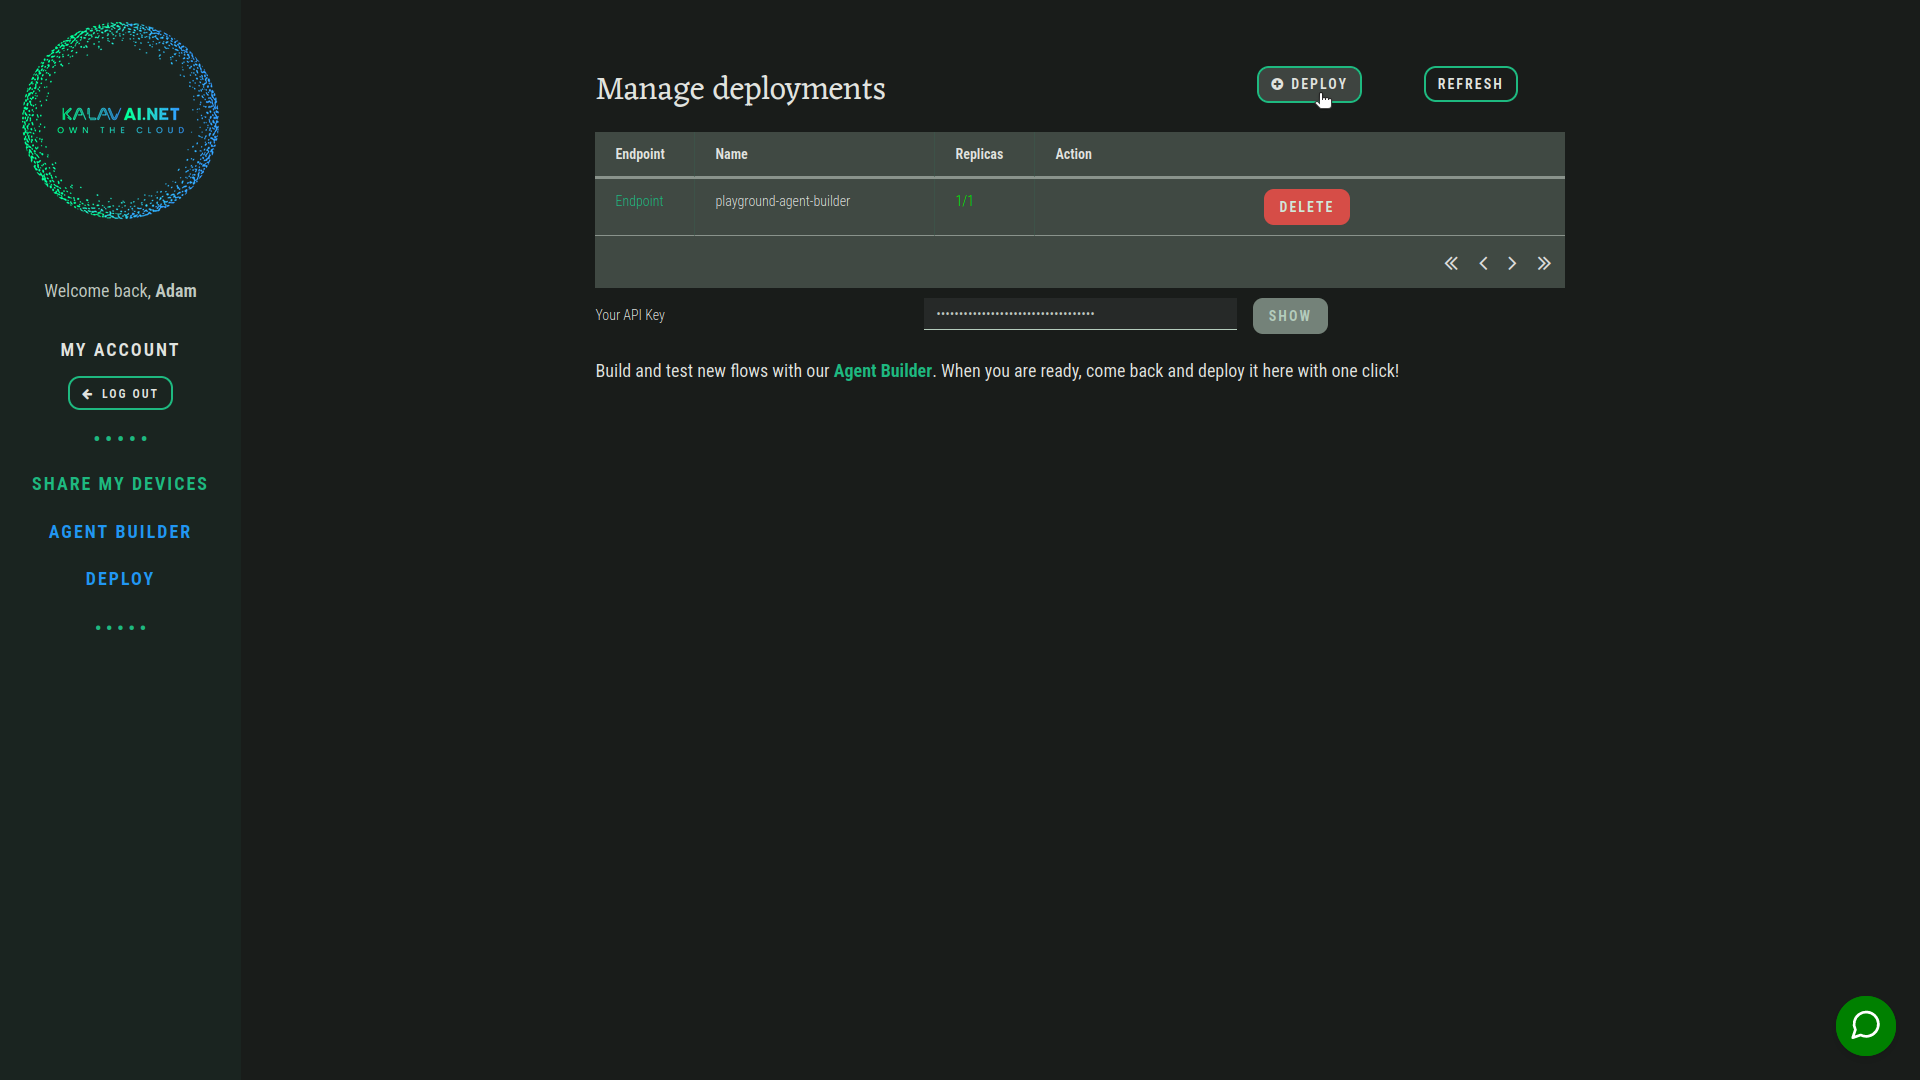 KALAVAI.NET
OWN THE CLOUD
Welcome back, Adam
MY ACCOUNT
LOG OUT
SHARE MY DEVICES
AGENT BUILDER
DEPLOY
Manage deployments
DEPLOY
REFRESH
Endpoint Name Replicas Action
Endpoint playground-agent-builder 1/1 DELETE
Your API Key •••••••••••••••••••••••••••••••••••• SHOW
Build and test new flows with our Agent Builder. When you are ready, come back and deploy it here with one click!